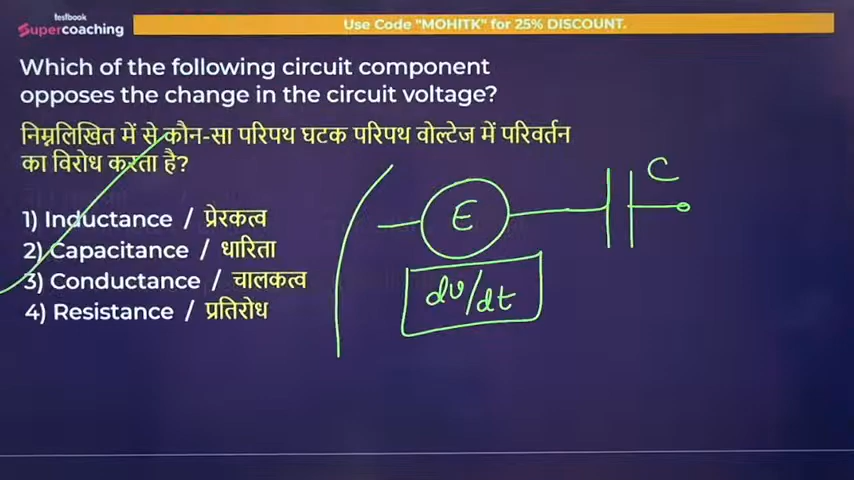 testbook
Supercoaching
Use Code "MOHITK" for 25% DISCOUNT.
Which of the following circuit component
opposes the change in the circuit voltage?
निम्नलिखित में से कौन-सा परिपथ घटक परिपथ वोल्टेज में परिवर्तन
का विरोध करता है?
1) Inductance / प्रेरकत्व
2) Capacitance / धारिता
3) Conductance / चालकत्व
4) Resistance / प्रतिरोध
E
C
dv/dt